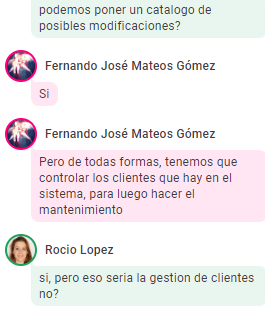 podemos poner un catalogo de
posibles modificaciones?
Fernando José Mateos Gómez
Si
Fernando José Mateos Gómez
Pero de todas formas, tenemos que
controlar los clientes que hay en el
sistema, para luego hacer el
mantenimiento
Rocio Lopez
si, pero eso seria la gestion de clientes
no?